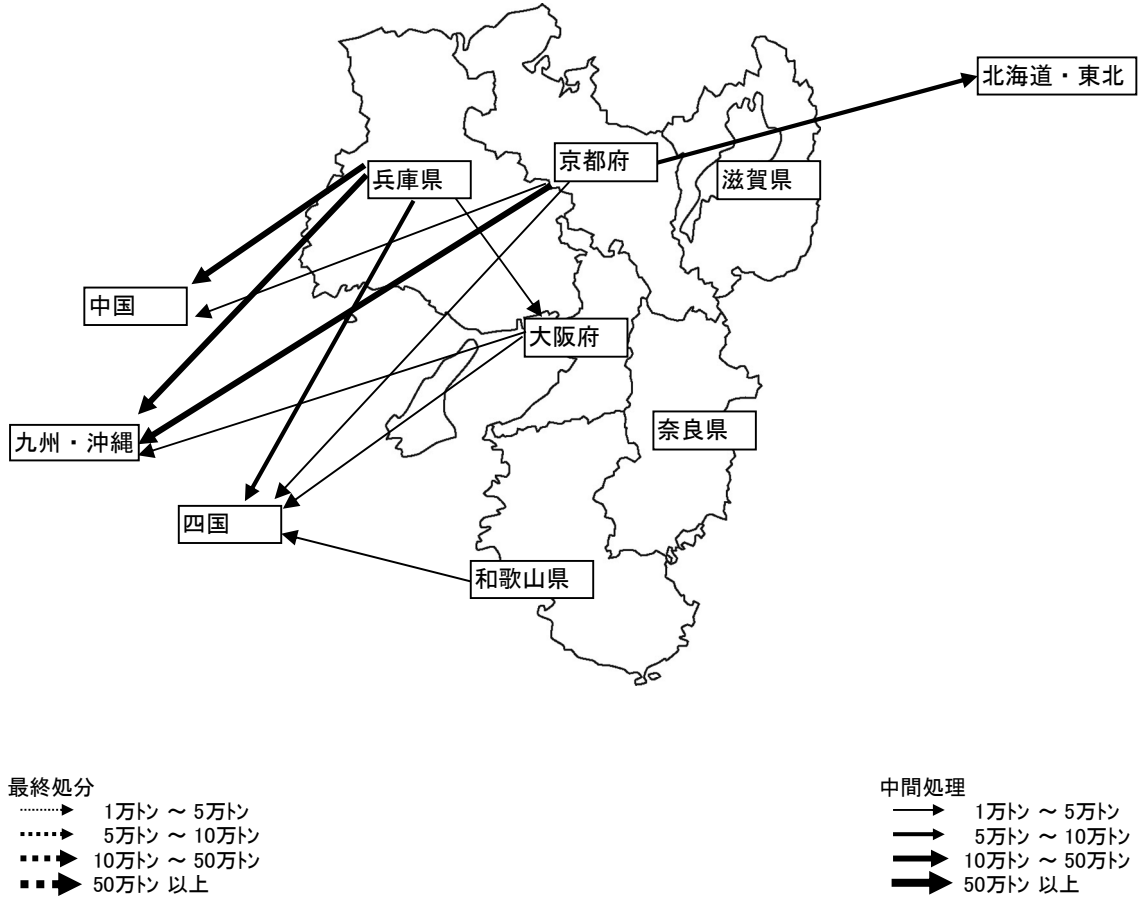 北海道・東北
京都府
兵庫県
滋賀県
中国
大阪府
九州・沖縄
奈良県
四国
和歌山県
最終処分
1万トン ～ 5万トン
5万トン ～ 10万トン
10万トン ～ 50万トン
50万トン 以上
中間処理
1万トン ～ 5万トン
5万トン ～ 10万トン
10万トン ～ 50万トン
50万トン 以上